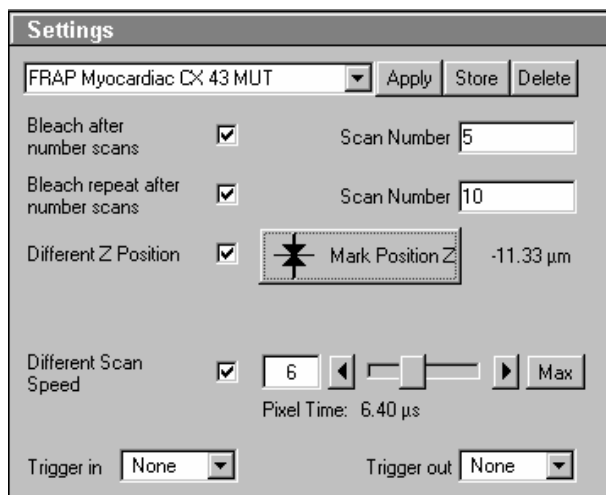 Settings
FRAP Myocardiac CX 43 MUT Apply Store Delete
Bleach after
number scans
Scan Number 5
Bleach repeat after
number scans
Scan Number 10
Different Z Position Mark Position Z -11.33 µm
Different Scan
Speed
6 Max
Pixel Time: 6.40 µs
Trigger in None Trigger out None